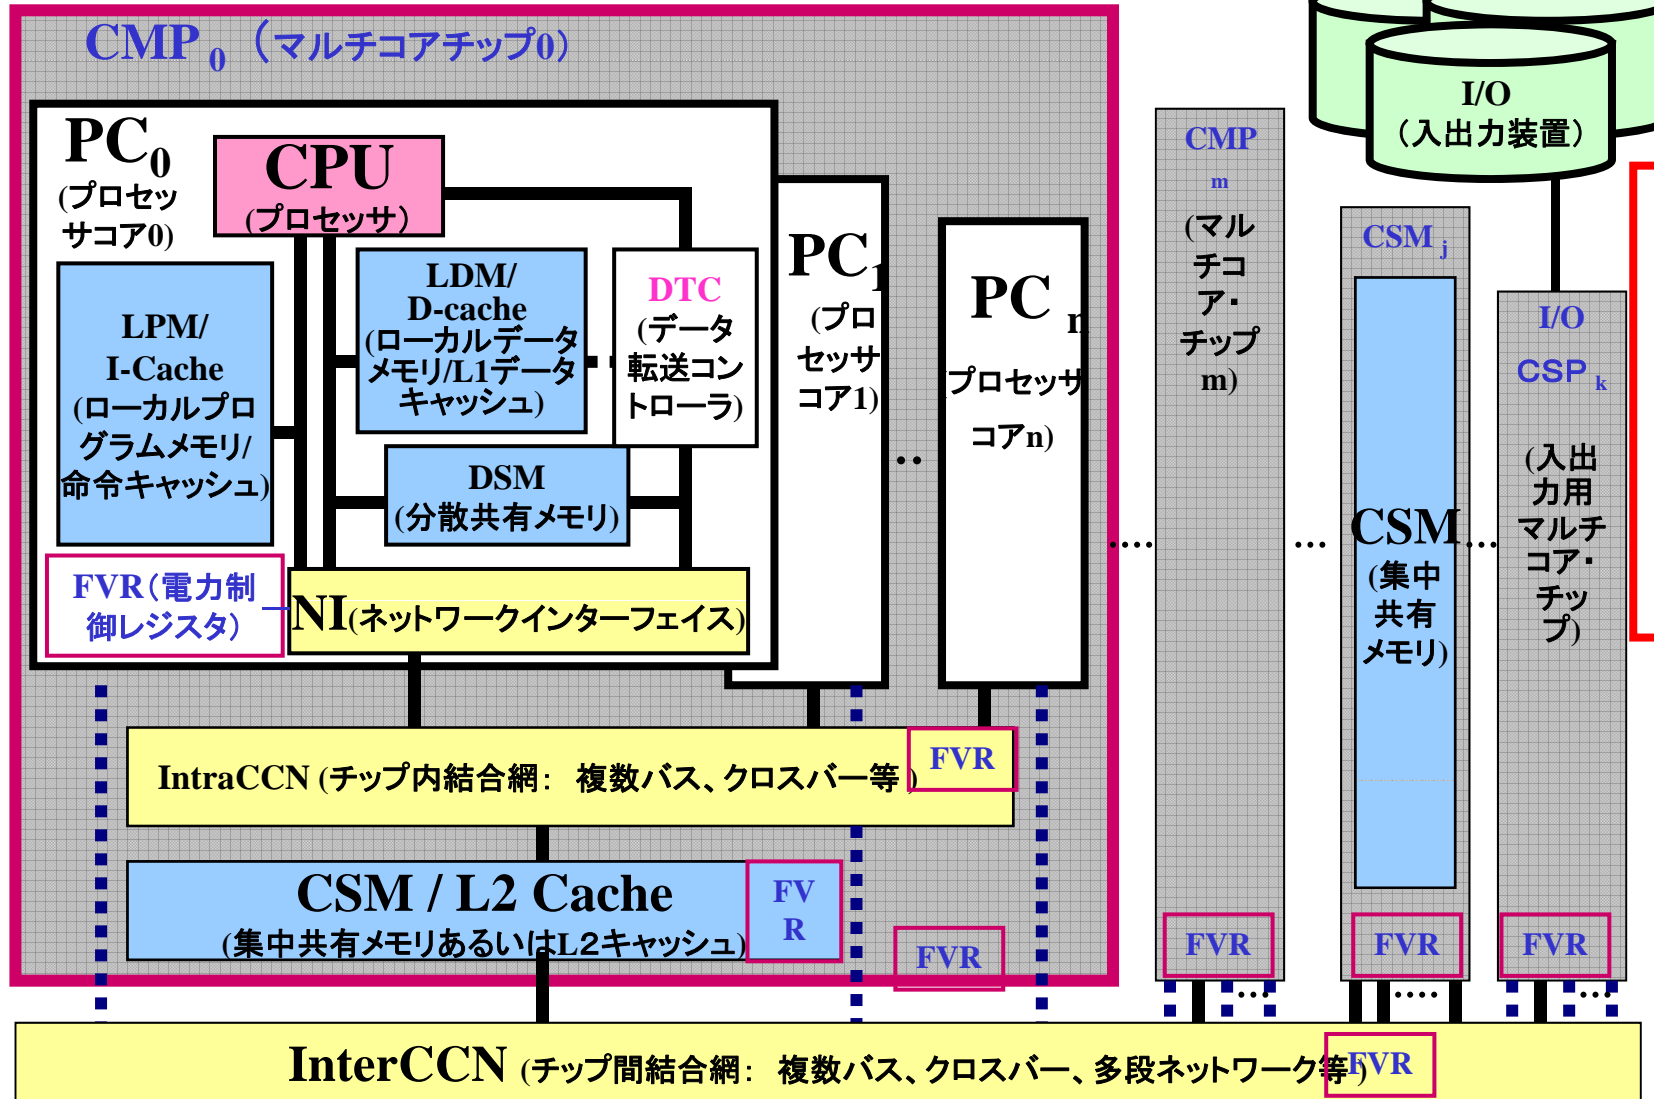 CMP 0 (マルチコアチップ0)
PC0
(プロセッ
サコア0)
CPU
(プロセッサ)
LPM/
I-Cache
(ローカルプロ
グラムメモリ/
命令キャッシュ)
LDM/
D-cache
(ローカルデータ
メモリ/L1データ
キャッシュ)
DTC
(データ
転送コン
トローラ)
DSM
(分散共有メモリ)
FVR(電力制
御レジスタ)
NI(ネットワークインターフェイス)
PC1
(プロ
セッサ
コア1)
..
PC n
(プロセッサ
コアn)
IntraCCN (チップ内結合網: 複数バス、クロスバー等 )
FVR
CSM / L2 Cache
(集中共有メモリあるいはL2キャッシュ)
FV
R
FVR
....
CMP
m
(マル
チコ
ア・
チップ
m)
FVR
....
...
CSM j
CSM
(集中
共有
メモリ)
FVR
....
...
I/O
(入出力装置)
I/O
CSP k
(入出
力用
マルチ
コア・
チッ
プ)
FVR
....
InterCCN (チップ間結合網: 複数バス、クロスバー、多段ネットワーク等)
FVR